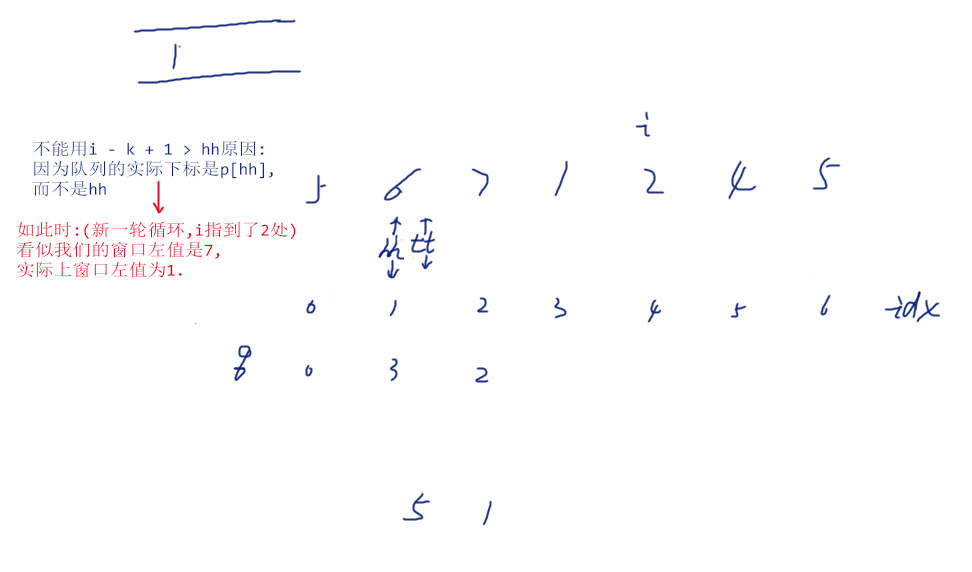 1
i
不能用i - k + 1 > hh原因:
因为队列的实际下标是p[hh],
而不是hh
5 6 7 1 2 4 5
如此时:(新一轮循环,i指到了2处)
看似我们的窗口左值是7,
实际上窗口左值为1.
hh tt
0 1 2 3 4 5 6 idx
q 0 3 2
5 1